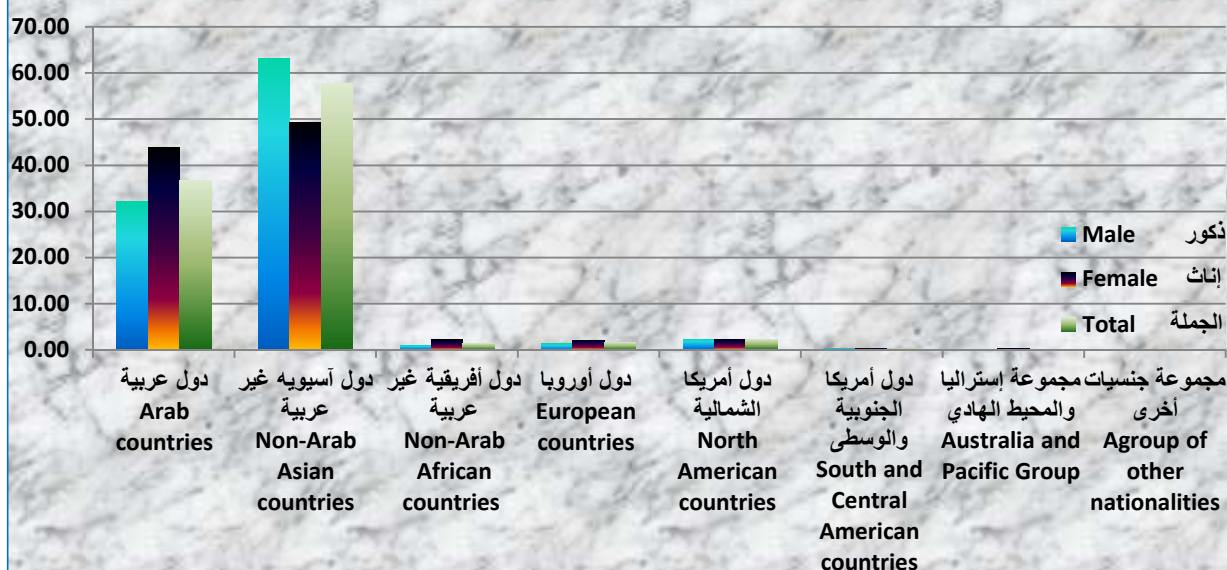 70.00
60.00
50.00
40.00
30.00
20.00
10.00
0.00
Male ذكور
Female إناث
Total الجملة
دول عربية
Arab
countries
دول آسيويه غير
عربية
Non-Arab
Asian
countries
دول أفريقية غير
عربية
Non-Arab
African
countries
دول أوروبا
European
countries
دول أمريكا
الشمالية
North
American
countries
دول أمريكا
الجنوبية
والوسطى
South and
Central
American
countries
مجموعة إستراليا
والمحيط الهادي
Australia and
Pacific Group
مجموعة جنسيات
أخرى
Agroup of
other
nationalities